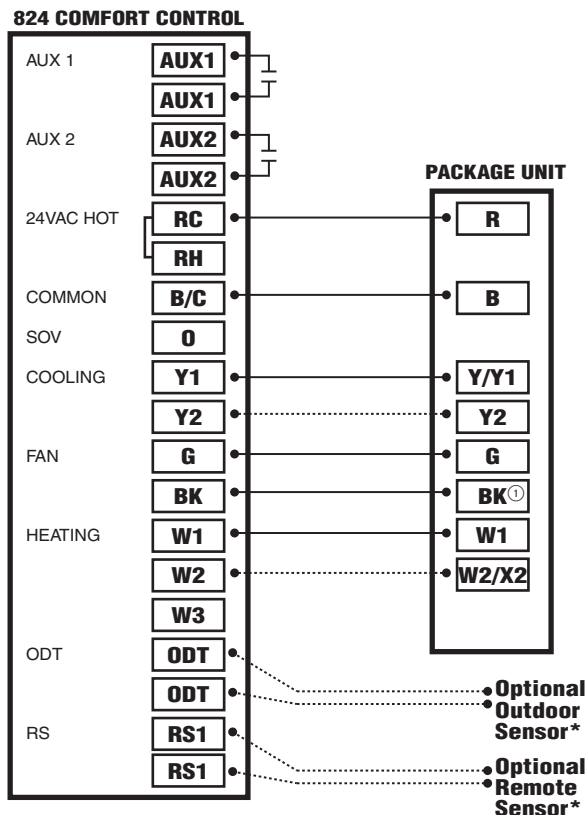 824 COMFORT CONTROL
AUX 1 AUX1
AUX1
AUX 2 AUX2
AUX2
PACKAGE UNIT
24VAC HOT RC R
RH
COMMON B/C B
SOV O
COOLING Y1 Y/Y1
Y2 Y2
FAN G G
BK BK①
HEATING W1 W1
W2 W2/X2
W3
ODT ODT
ODT
Optional
Outdoor
Sensor*
RS RS1
RS1
Optional
Remote
Sensor*